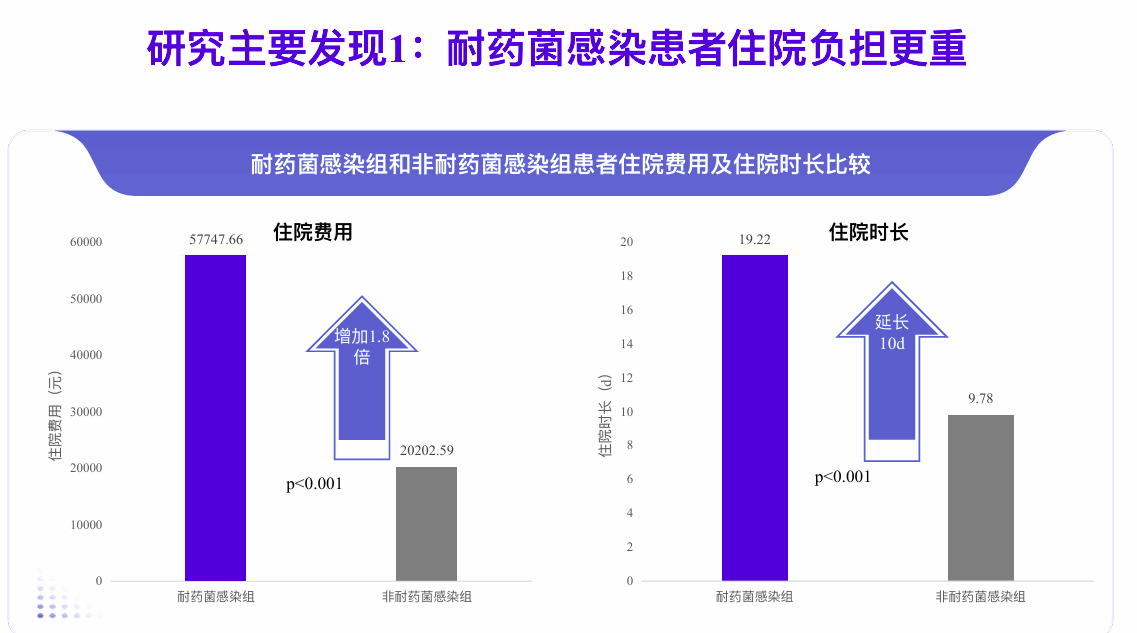 研究主要发现1：耐药菌感染患者住院负担更重
耐药菌感染组和非耐药菌感染组患者住院费用及住院时长比较
住院费用
住院费用（元）
60000
50000
40000
30000
20000
10000
0
57747.66
增加1.8
倍
20202.59
p<0.001
耐药菌感染组
非耐药菌感染组
住院时长
住院时长（d）
20
18
16
14
12
10
8
6
4
2
0
19.22
延长
10d
9.78
p<0.001
耐药菌感染组
非耐药菌感染组